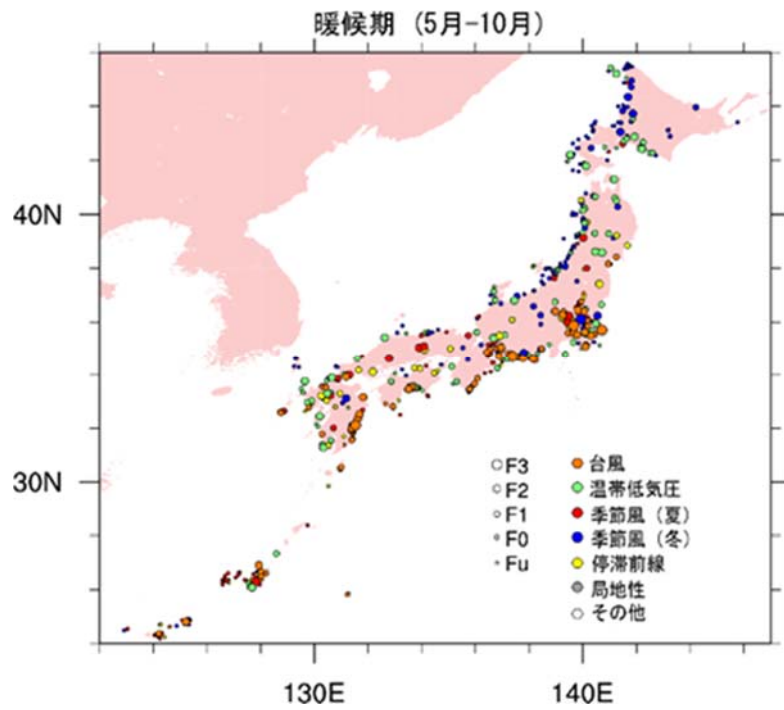 暖候期 (5月-10月)
40N
30N
130E
140E
F3
F2
F1
F0
Fu
台風
温帯低気圧
季節風（夏）
季節風（冬）
停滞前線
局地性
その他